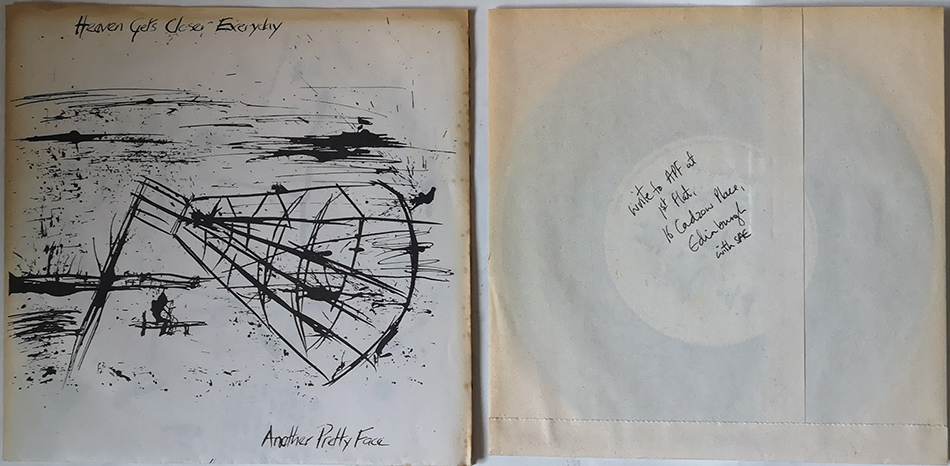 Heaven Gets Closer Everyday
Another Pretty Face
write to APF at
1st Flat,
16 Cadzow Place,
Edinburgh
with SAE